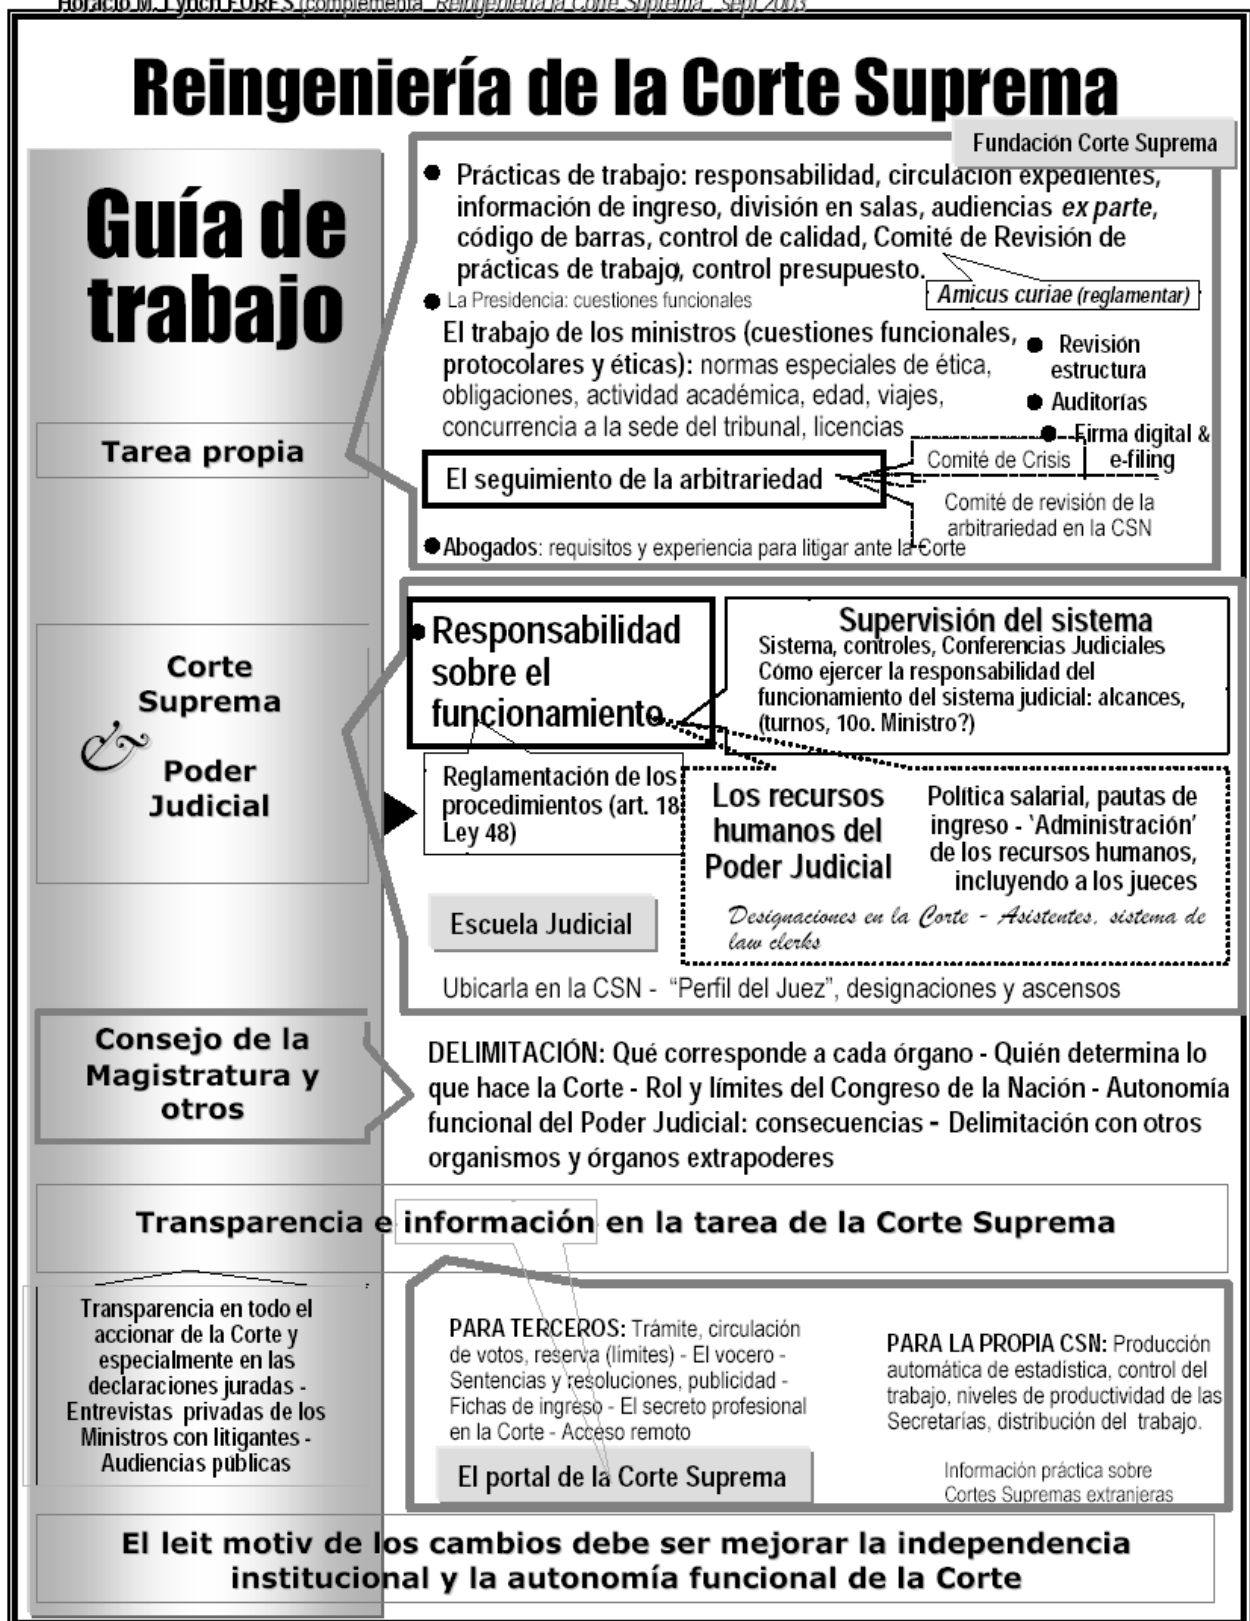 Horacio M. Lynch FORES (complementa "Reingeniería la Corte Suprema", sept 2003
Reingeniería de la Corte Suprema
Fundación Corte Suprema
Guía de
trabajo
● Prácticas de trabajo: responsabilidad, circulación expedientes,
información de ingreso, división en salas, audiencias ex parte,
código de barras, control de calidad, Comité de Revisión de
prácticas de trabajo, control presupuesto.
Amicus curiae (reglamentar)
● La Presidencia: cuestiones funcionales
El trabajo de los ministros (cuestiones funcionales,
protocolares y éticas): normas especiales de ética,
obligaciones, actividad académica, edad, viajes,
concurrencia a la sede del tribunal, licencias
● Revisión
estructura
● Auditorías
● Firma digital &
e-filing
Tarea propia
El seguimiento de la arbitrariedad
Comité de Crisis
Comité de revisión de la
arbitrariedad en la CSN
● Abogados: requisitos y experiencia para litigar ante la Corte
Corte
Suprema
&
Poder
Judicial
● Responsabilidad
sobre el
funcionamiento
Supervisión del sistema
Sistema, controles, Conferencias Judiciales
Cómo ejercer la responsabilidad del
funcionamiento del sistema judicial: alcances,
(turnos, 10o. Ministro?)
Reglamentación de los
procedimientos (art. 18
Ley 48)
Los recursos
humanos del
Poder Judicial
Política salarial, pautas de
ingreso - 'Administración'
de los recursos humanos,
incluyendo a los jueces
Designaciones en la Corte - Asistentes, sistema de
law clerks
Escuela Judicial
Ubicarla en la CSN - "Perfil del Juez", designaciones y ascensos
Consejo de la
Magistratura y
otros
DELIMITACIÓN: Qué corresponde a cada órgano - Quién determina lo
que hace la Corte - Rol y límites del Congreso de la Nación - Autonomía
funcional del Poder Judicial: consecuencias - Delimitación con otros
organismos y órganos extrapoderes
Transparencia e información en la tarea de la Corte Suprema
Transparencia en todo el
accionar de la Corte y
especialmente en las
declaraciones juradas -
Entrevistas privadas de los
Ministros con litigantes -
Audiencias públicas
PARA TERCEROS: Trámite, circulación
de votos, reserva (límites) - El vocero -
Sentencias y resoluciones, publicidad -
Fichas de ingreso - El secreto profesional
en la Corte - Acceso remoto
El portal de la Corte Suprema
PARA LA PROPIA CSN: Producción
automática de estadística, control del
trabajo, niveles de productividad de las
Secretarías, distribución del trabajo.
Información práctica sobre
Cortes Supremas extranjeras
El leit motiv de los cambios debe ser mejorar la independencia
institucional y la autonomía funcional de la Corte